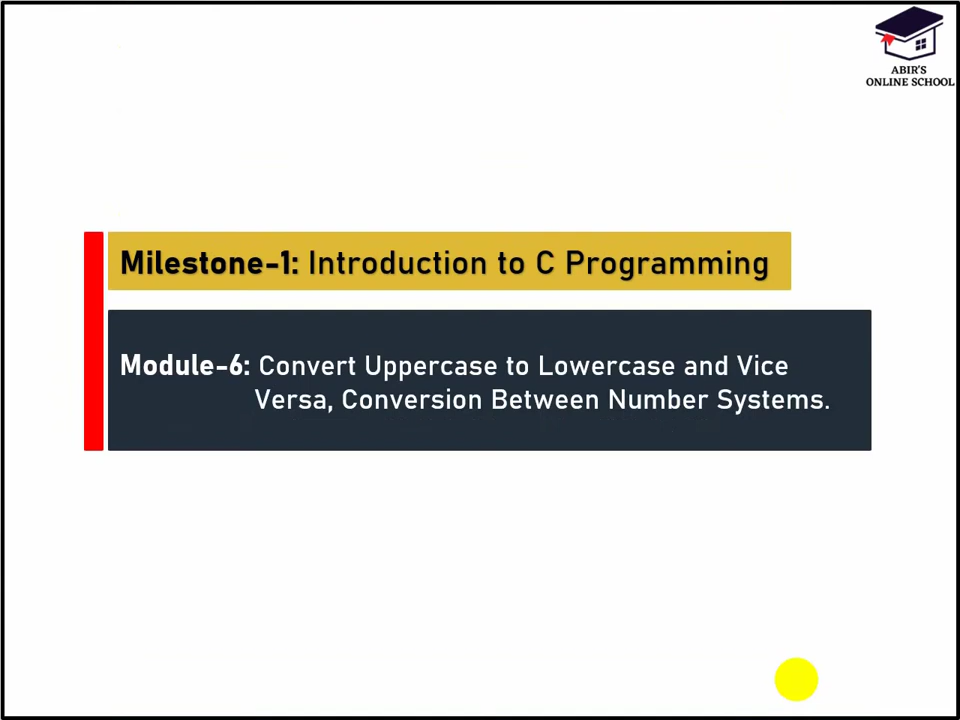 ABIR'S
ONLINE SCHOOL
Milestone-1: Introduction to C Programming
Module-6: Convert Uppercase to Lowercase and Vice
Versa, Conversion Between Number Systems.